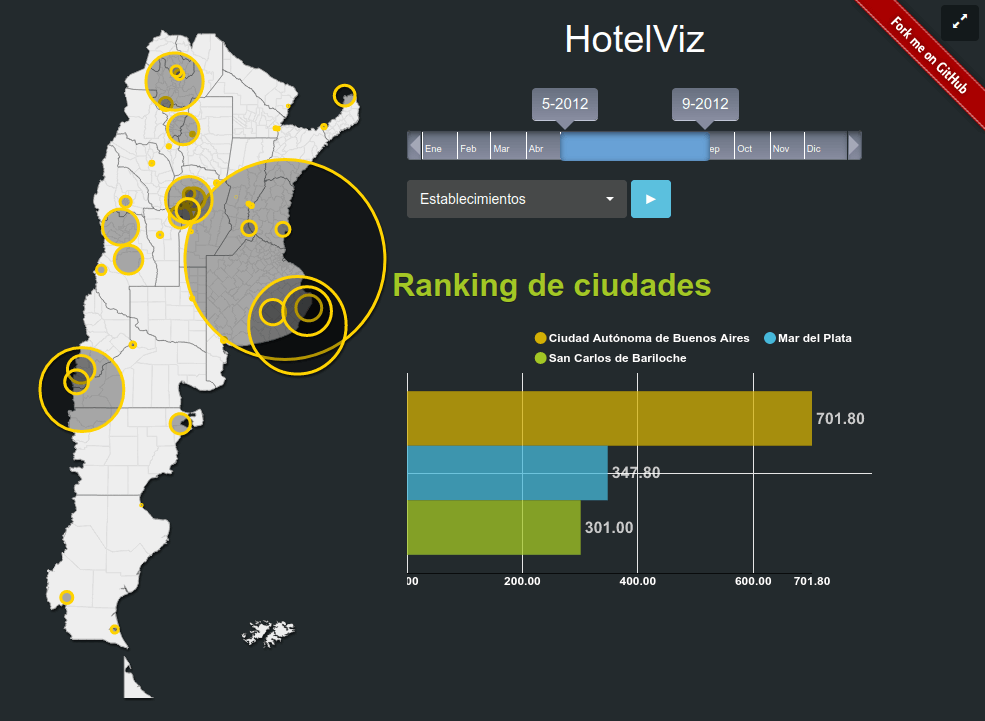 HotelViz
Fork me on GitHub
5-2012 9-2012
Ene Feb Mar Abr ep Oct Nov Dic
Establecimientos
Ranking de ciudades
Ciudad Autónoma de Buenos Aires Mar del Plata
San Carlos de Bariloche
701.80
347.80
301.00
00 200.00 400.00 600.00 701.80